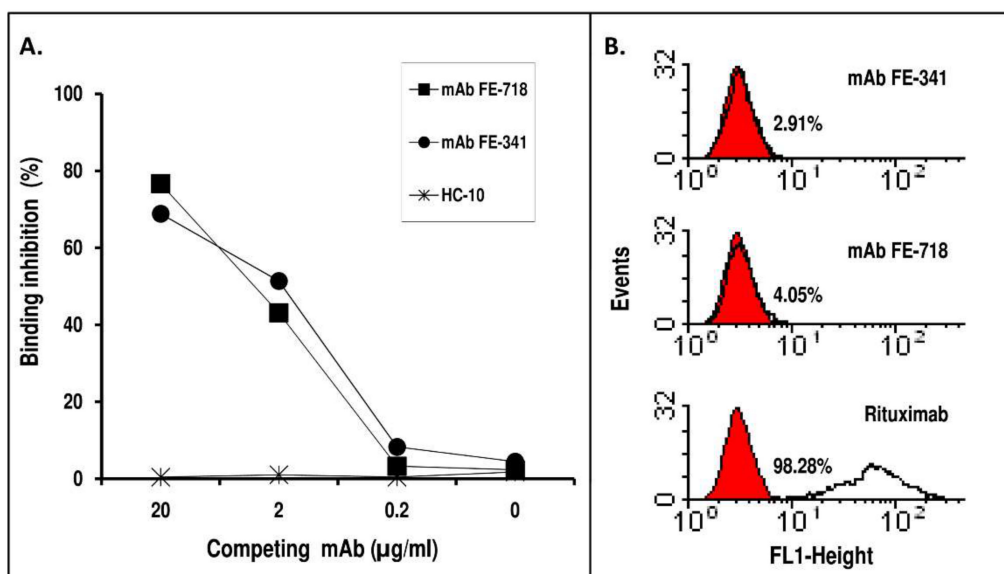 A.
mAb FE-718
mAb FE-341
HC-10
Binding inhibition (%)
100
80
60
40
20
0
20 2 0.2 0
Competing mAb (µg/ml)
B.
Events
32
0
mAb FE-341
2.91%
10⁰ 10¹ 10²
32
0
mAb FE-718
4.05%
10⁰ 10¹ 10²
32
0
Rituximab
98.28%
10⁰ 10¹ 10²
FL1-Height